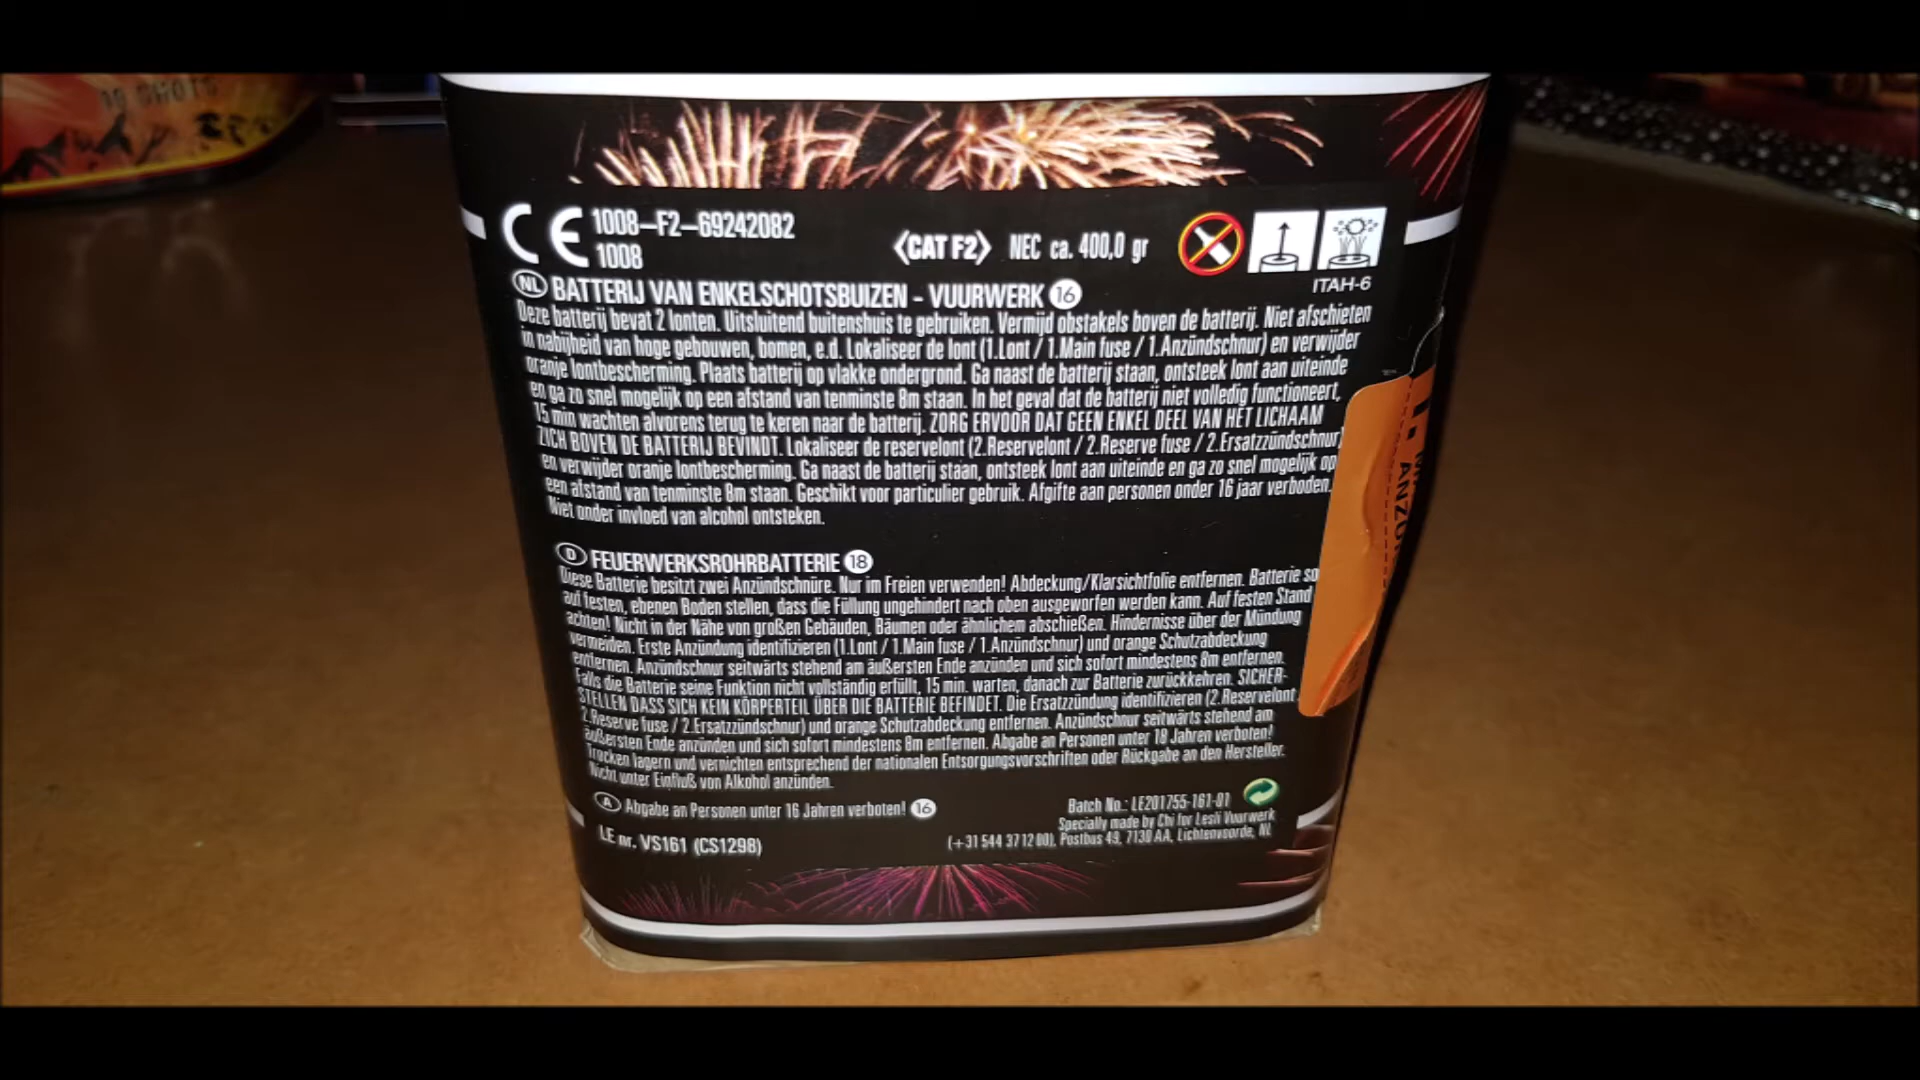 18 SHOTS
CE 1008-F2-69242082
1008
<CAT F2> NEC ca. 400,0 gr
ITAH-6
NL BATTERIJ VAN ENKELSCHOTSBUIZEN - VUURWERK 16
Deze batterij bevat 2 lonten. Uitsluitend buitenshuis te gebruiken. Vermijd obstakels boven de batterij. Niet afschieten
in nabijheid van hoge gebouwen, bomen, e.d. Lokaliseer de lont (1.Lont / 1.Main fuse / 1.Anzündschnur) en verwijder
oranje lontbescherming. Plaats batterij op vlakke ondergrond. Ga naast de batterij staan, ontsteek lont aan uiteinde
en ga zo snel mogelijk op een afstand van tenminste 8m staan. In het geval dat de batterij niet volledig functioneert,
15 min wachten alvorens terug te keren naar de batterij. ZORG ERVOOR DAT GEEN ENKEL DEEL VAN HET LICHAAM
ZICH BOVEN DE BATTERIJ BEVINDT. Lokaliseer de reservelont (2.Reservelont / 2.Reserve fuse / 2.Ersatzzündschnur)
en verwijder oranje lontbescherming. Ga naast de batterij staan, ontsteek lont aan uiteinde en ga zo snel mogelijk op
een afstand van tenminste 8m staan. Geschikt voor particulier gebruik. Afgifte aan personen onder 16 jaar verboden.
Niet onder invloed van alcohol ontsteken.
D FEUERWERKSROHRBATTERIE 18
Diese Batterie besitzt zwei Anzündschnüre. Nur im Freien verwenden! Abdeckung/Klarsichtfolie entfernen. Batterie so
auf festen, ebenen Boden stellen, dass die Füllung ungehindert nach oben ausgeworfen werden kann. Auf festen Stand
achten! Nicht in der Nähe von großen Gebäuden, Bäumen oder ähnlichem abschießen. Hindernisse über der Mündung
vermeiden. Erste Anzündung identifizieren (1.Lont / 1.Main fuse / 1.Anzündschnur) und orange Schutzabdeckung
entfernen. Anzündschnur seitwärts stehend am äußersten Ende anzünden und sich sofort mindestens 8m entfernen.
Falls die Batterie seine Funktion nicht vollständig erfüllt, 15 min. warten, danach zur Batterie zurückkehren. SICHER-
STELLEN DASS SICH KEIN KÖRPERTEIL ÜBER DIE BATTERIE BEFINDET. Die Ersatzzündung identifizieren (2.Reservelont
2.Reserve fuse / 2.Ersatzzündschnur) und orange Schutzabdeckung entfernen. Anzündschnur seitwärts stehend am
äußersten Ende anzünden und sich sofort mindestens 8m entfernen. Abgabe an Personen unter 18 Jahren verboten!
Trocken lagern und vernichten entsprechend der nationalen Entsorgungsvorschriften oder Rückgabe an den Hersteller.
Nicht unter Einfluß von Alkohol anzünden.
A Abgabe an Personen unter 16 Jahren verboten! 16
LE nr. VS161 (CS1298)
Batch No.: LE201755-161-01
Specially made by Chi for Lesli Vuurwerk
(+31 544 37 12 00), Postbus 49, 7130 AA, Lichtenvoorde, NL